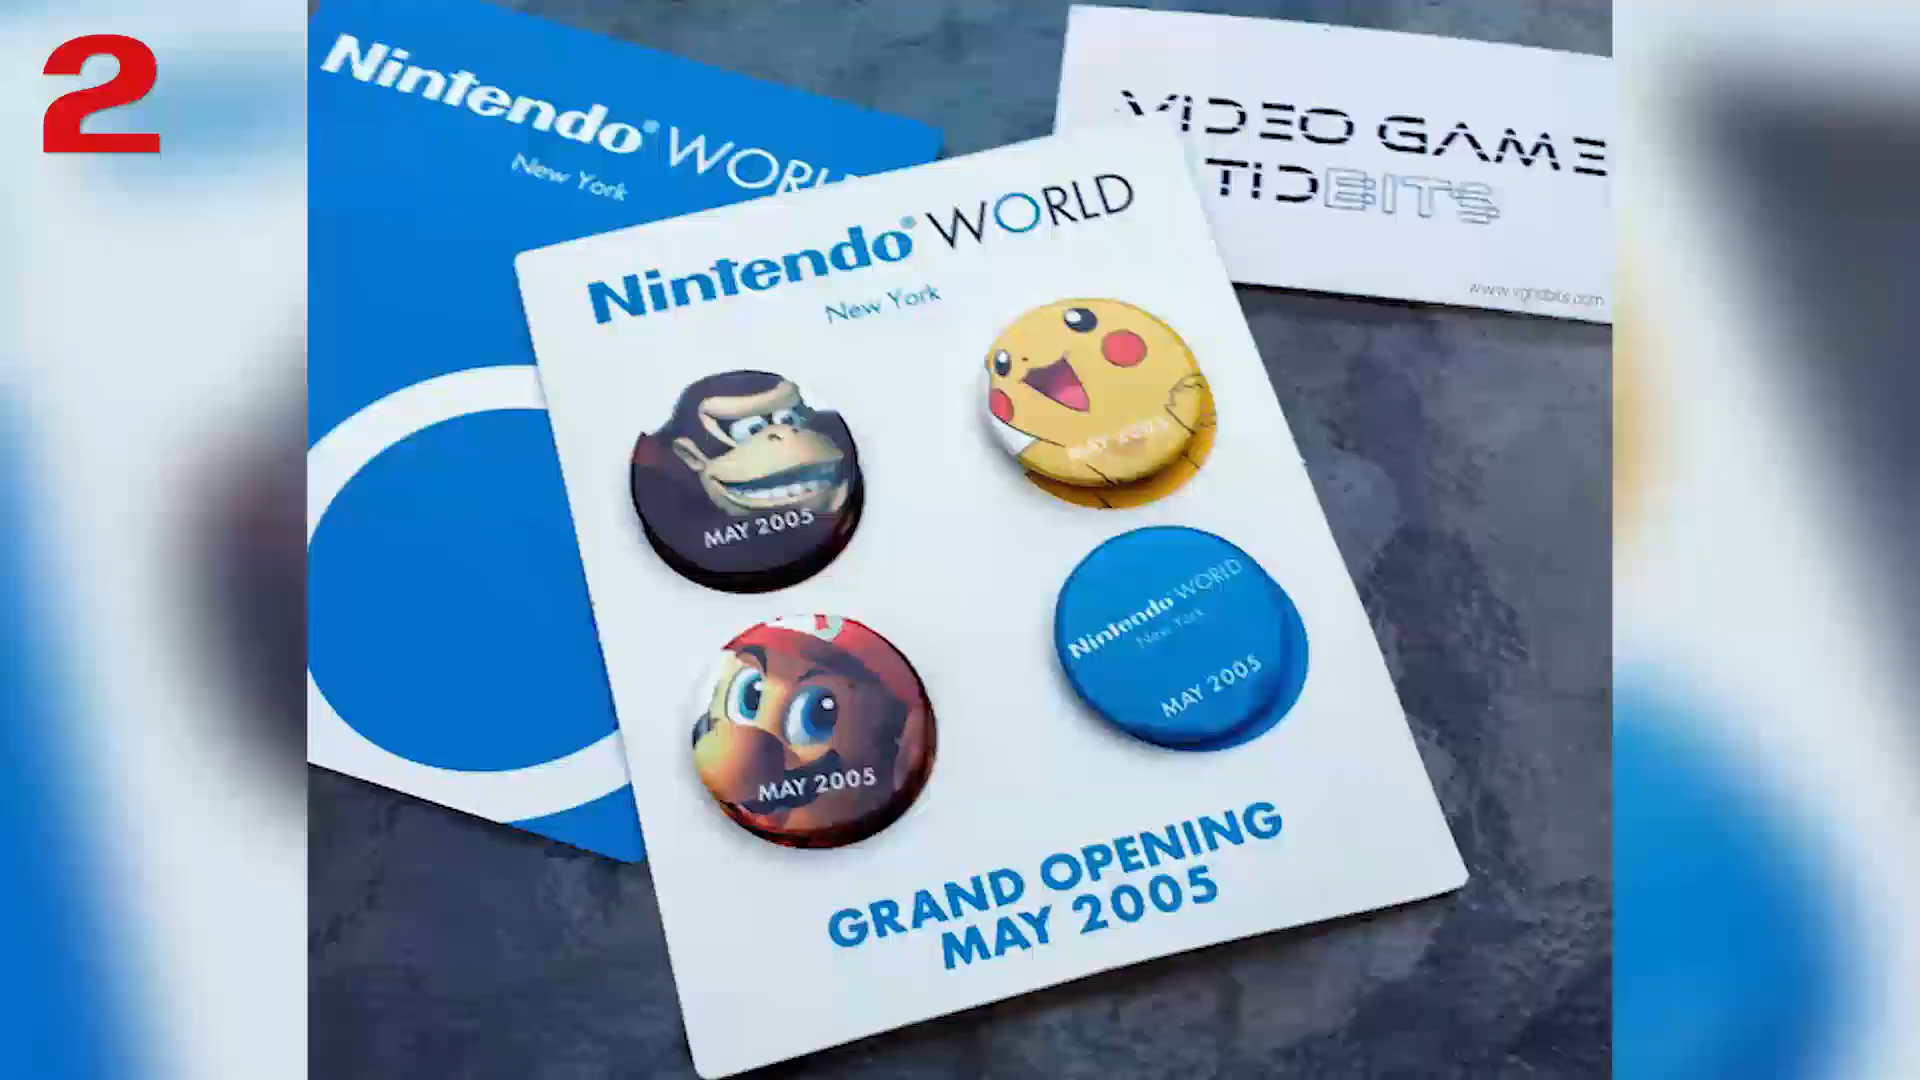 2
Nintendo® WORL
New York
VIDEO GAME
TIDBITS
www.vgtidbits.com
Nintendo® WORLD
New York
MAY 2005
MAY 2005
Nintendo WORLD
New York
MAY 2005
MAY 2005
GRAND OPENING
MAY 2005